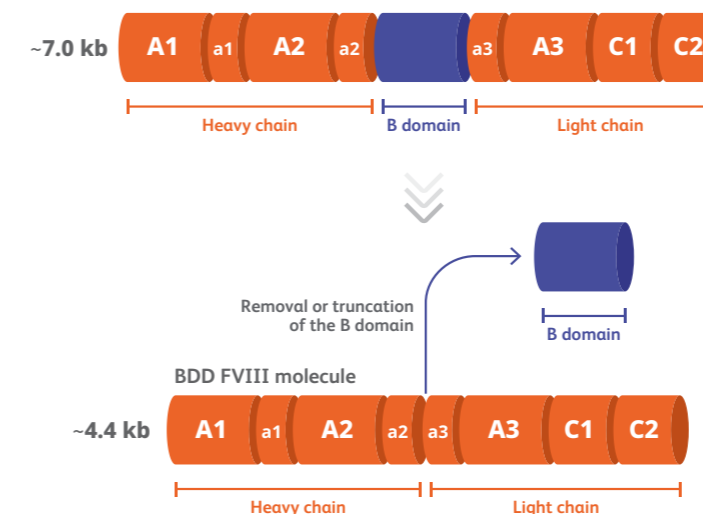 ~7.0 kb A1 a1 A2 a2 a3 A3 C1 C2
Heavy chain B domain Light chain
Removal or truncation
of the B domain
B domain
BDD FVIII molecule
~4.4 kb A1 a1 A2 a2 a3 A3 C1 C2
Heavy chain Light chain